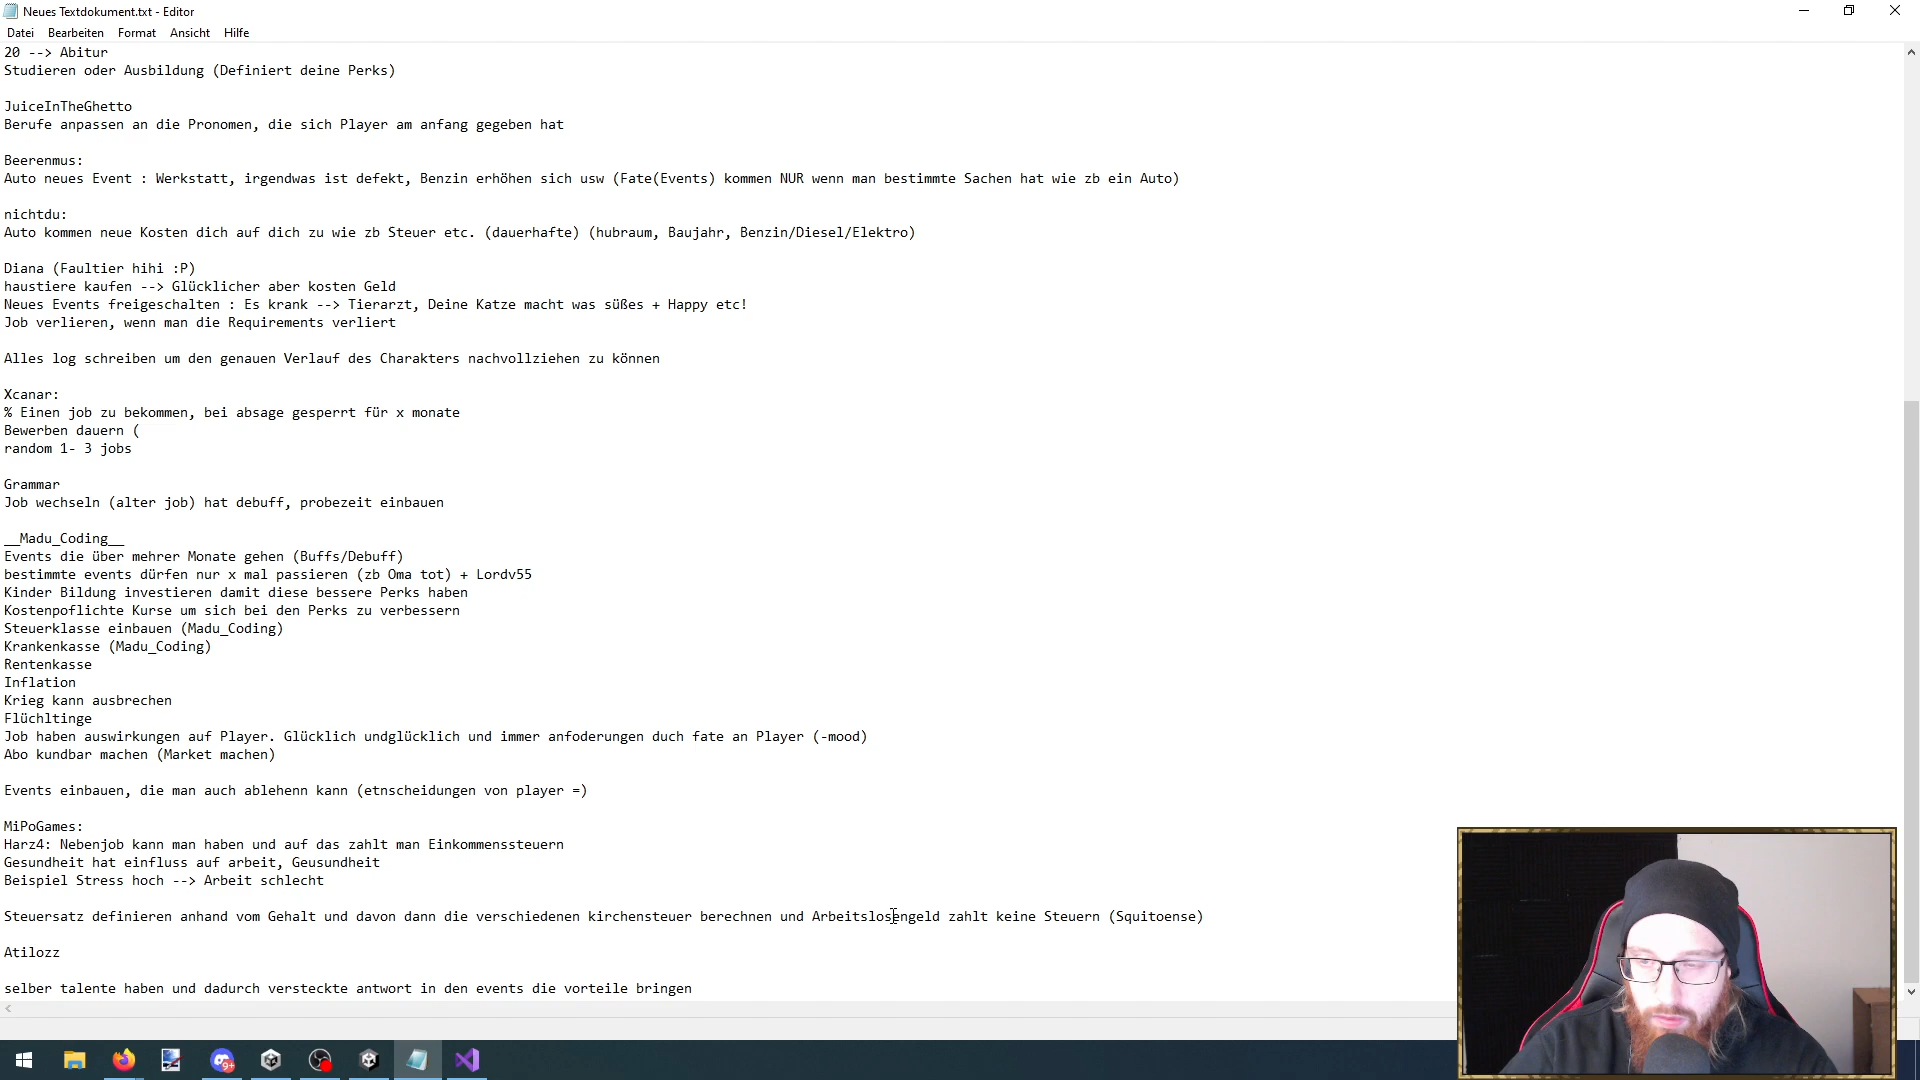 Neues Textdokument.txt - Editor
Datei Bearbeiten Format Ansicht Hilfe
20 --> Abitur
Studieren oder Ausbildung (Definiert deine Perks)
JuiceInTheGhetto
Berufe anpassen an die Pronomen, die sich Player am anfang gegeben hat
Beerenmus:
Auto neues Event : Werkstatt, irgendwas ist defekt, Benzin erhöhen sich usw (Fate(Events) kommen NUR wenn man bestimmte Sachen hat wie zb ein Auto)
nichtdu:
Auto kommen neue Kosten dich auf dich zu wie zb Steuer etc. (dauerhafte) (hubraum, Baujahr, Benzin/Diesel/Elektro)
Diana (Faultier hihi :P)
haustiere kaufen --> Glücklicher aber kosten Geld
Neues Events freigeschalten : Es krank --> Tierarzt, Deine Katze macht was süßes + Happy etc!
Job verlieren, wenn man die Requirements verliert
Alles log schreiben um den genauen Verlauf des Charakters nachvollziehen zu können
Xcanar:
% Einen job zu bekommen, bei absage gesperrt für x monate
Bewerben dauern (
random 1- 3 jobs
Grammar
Job wechseln (alter job) hat debuff, probezeit einbauen
__Madu_Coding__
Events die über mehrer Monate gehen (Buffs/Debuff)
bestimmte events dürfen nur x mal passieren (zb Oma tot) + Lordv55
Kinder Bildung investieren damit diese bessere Perks haben
Kostenpoflichte Kurse um sich bei den Perks zu verbessern
Steuerklasse einbauen (Madu_Coding)
Krankenkasse (Madu_Coding)
Rentenkasse
Inflation
Krieg kann ausbrechen
Flüchltinge
Job haben auswirkungen auf Player. Glücklich undglücklich und immer anfoderungen duch fate an Player (-mood)
Abo kundbar machen (Market machen)
Events einbauen, die man auch ablehenn kann (etnscheidungen von player =)
MiPoGames:
Harz4: Nebenjob kann man haben und auf das zahlt man Einkommenssteuern
Gesundheit hat einfluss auf arbeit, Geusundheit
Beispiel Stress hoch --> Arbeit schlecht
Steuersatz definieren anhand vom Gehalt und davon dann die verschiedenen kirchensteuer berechnen und Arbeitslosengeld zahlt keine Steuern (Squitoense)
Atilozz
selber talente haben und dadurch versteckte antwort in den events die vorteile bringen
9+